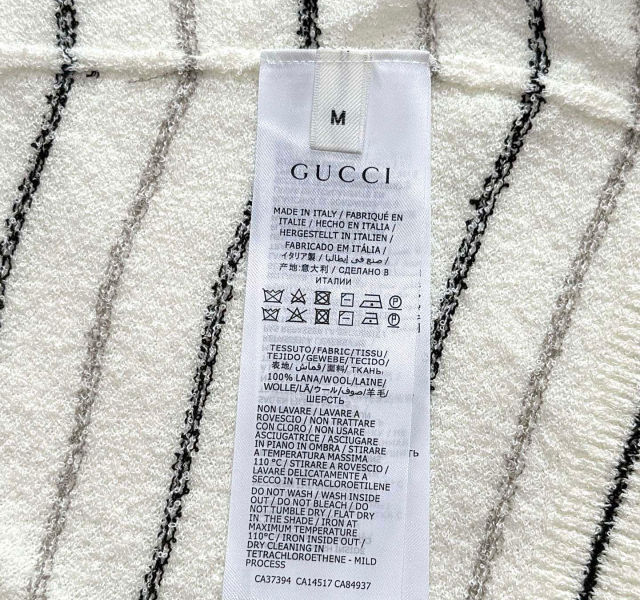 M
GUCCI
MADE IN ITALY / FABRIQUÉ EN
ITALIE / HECHO EN ITALIA /
HERGESTELLT IN ITALIEN /
FABRICADO EM ITÁLIA /
イタリア製 / صنع في إيطاليا /
产地:意大利 / СДЕЛАНО В
ИТАЛИИ
TESSUTO/FABRIC/TISSU/
TEJIDO/GEWEBE/TECIDO/
表地/قماش/面料/ТКАНЬ
100% LANA/WOOL/LAINE/
WOLLE/LÃ/ウール/صوف/羊毛/
ШЕРСТЬ
NON LAVARE / LAVARE A
ROVESCIO / NON TRATTARE
CON CLORO / NON USARE
ASCIUGATRICE / ASCIUGARE
IN PIANO IN OMBRA / STIRARE
A TEMPERATURA MASSIMA
110 °C / STIRARE A ROVESCIO /
LAVARE DELICATAMENTE A
SECCO IN TETRACLOROETILENE
DO NOT WASH / WASH INSIDE
OUT / DO NOT BLEACH / DO
NOT TUMBLE DRY / FLAT DRY
IN THE SHADE / IRON AT
MAXIMUM TEMPERATURE
110°C / IRON INSIDE OUT /
DRY CLEANING IN
TETRACHLOROETHENE - MILD
PROCESS
CA37394 CA14517 CA84937